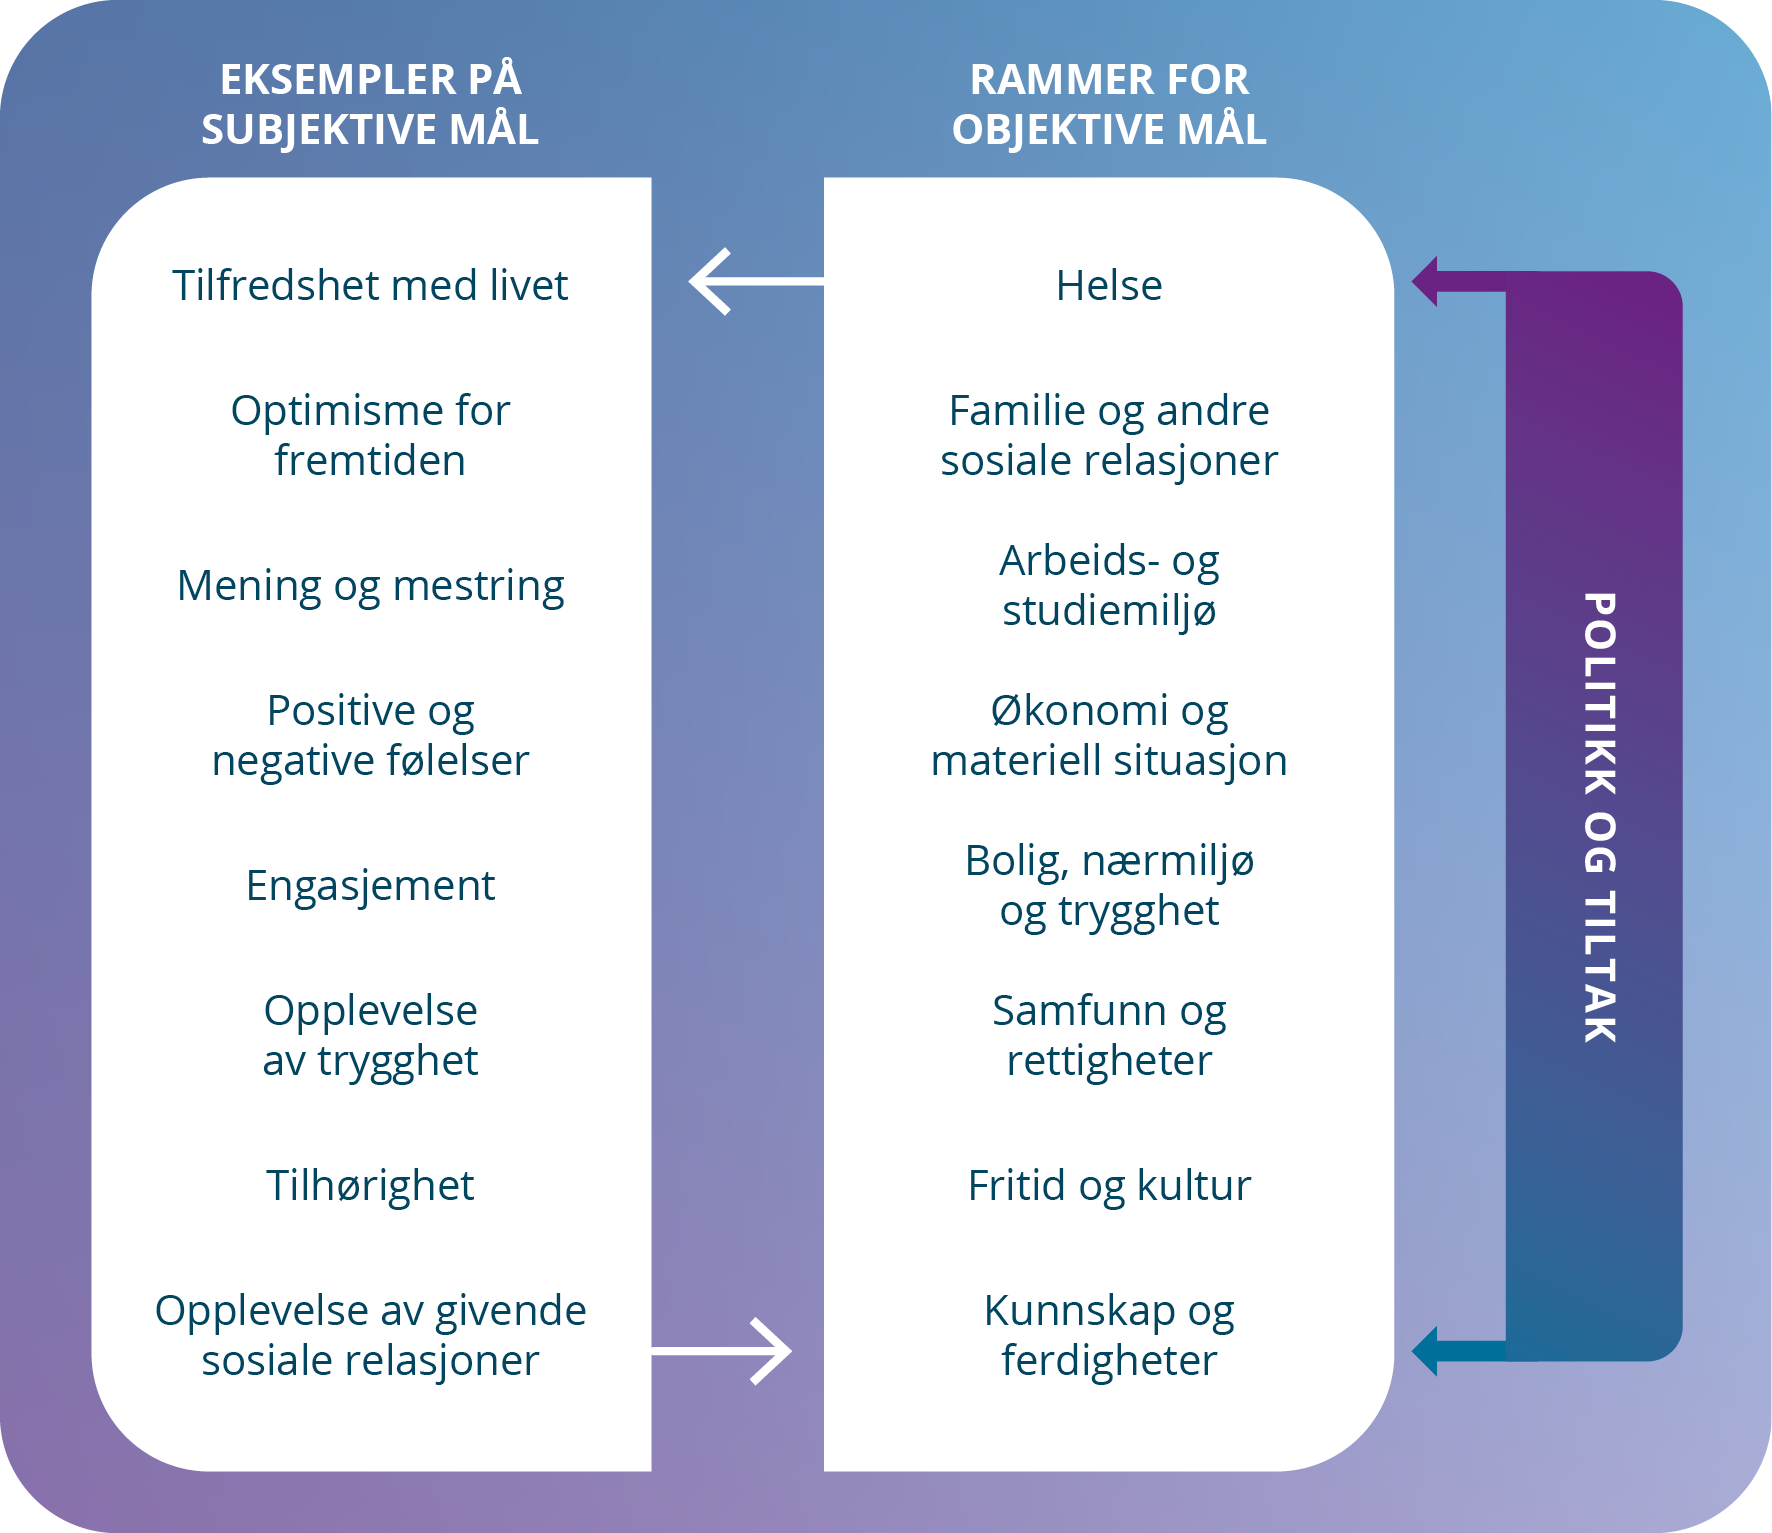 EKSEMPLER PÅ
SUBJEKTIVE MÅL
Tilfredshet med livet
Optimisme for
fremtiden
Mening og mestring
Positive og
negative følelser
Engasjement
Opplevelse
av trygghet
Tilhørighet
Opplevelse av givende
sosiale relasjoner
RAMMER FOR
OBJEKTIVE MÅL
Helse
Familie og andre
sosiale relasjoner
Arbeids- og
studiemiljø
Økonomi og
materiell situasjon
Bolig, nærmiljø
og trygghet
Samfunn og
rettigheter
Fritid og kultur
Kunnskap og
ferdigheter
POLITIKK OG TILTAK